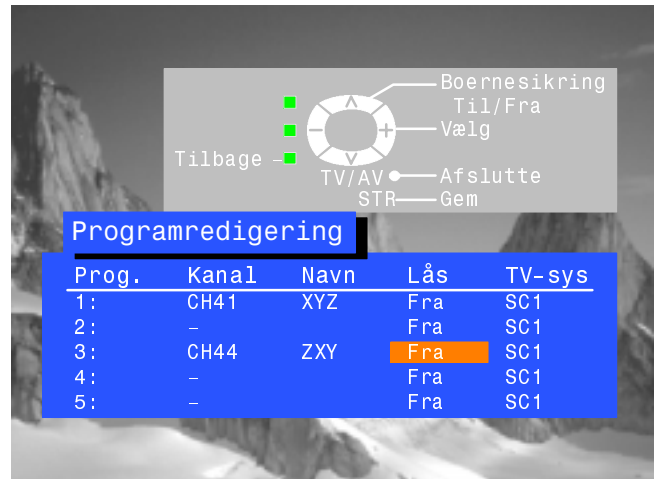 Boernesikring
Til/Fra
Vælg
Tilbage
TV/AV Afslutte
STR Gem
Programredigering
Prog. Kanal Navn Lås TV-sys
1: CH41 XYZ Fra SC1
2: – Fra SC1
3: CH44 ZXY Fra SC1
4: – Fra SC1
5: – Fra SC1